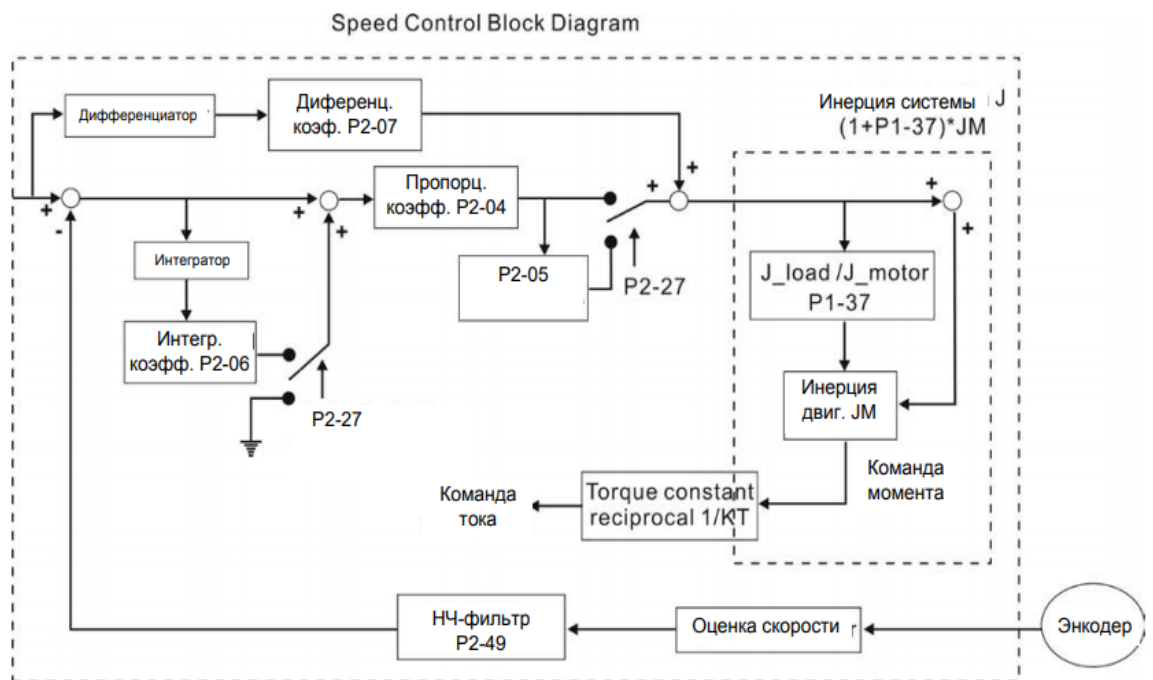 Speed Control Block Diagram
Дифференциатор
Диференц.
коэф. P2-07
Инерция системы J
(1+P1-37)*JM
+
-
+
+
Пропорц.
коэфф. P2-04
+
+
+
+
Интегратор
P2-05
P2-27
J_load /J_motor
P1-37
Интегр.
коэфф. P2-06
P2-27
Инерция
двиг. JM
Команда
момента
Команда
тока
Torque constant
reciprocal 1/KT
НЧ-фильтр
P2-49
Оценка скорости
Энкодер